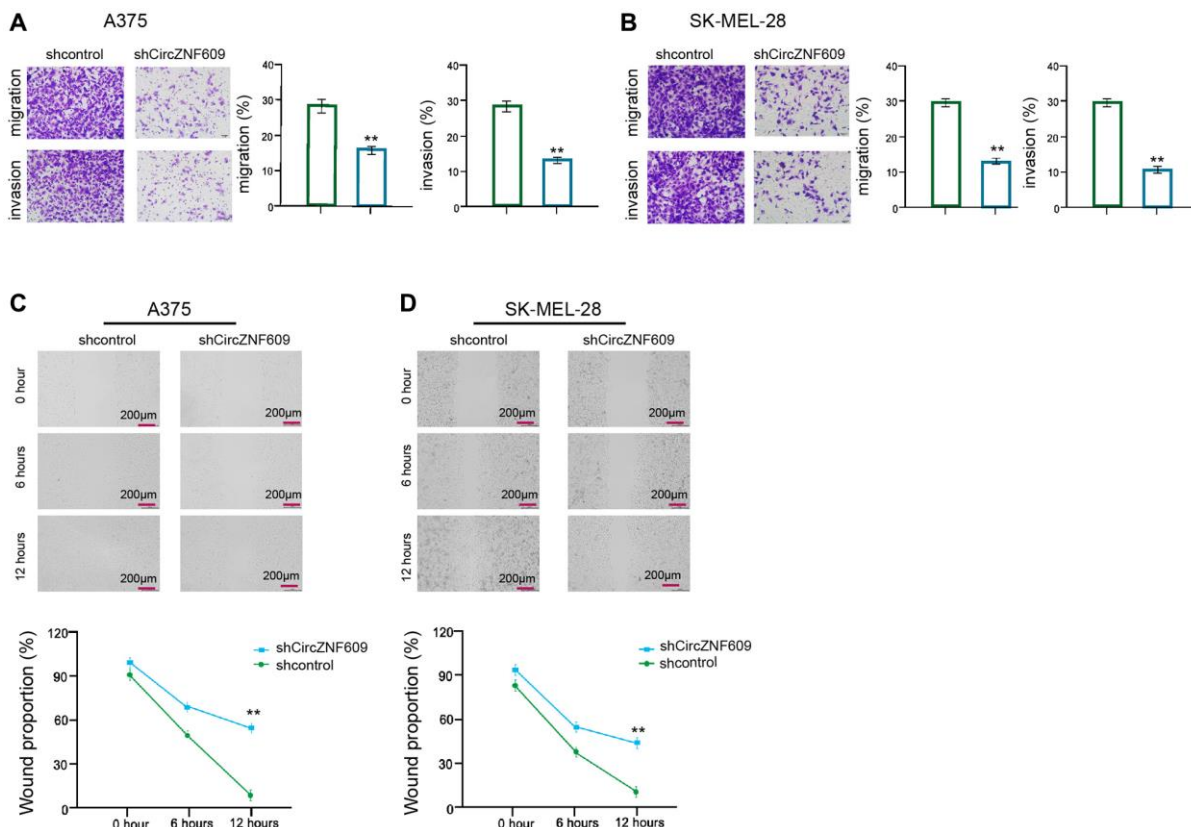 A
A375
shcontrol
shCircZNF609
migration
invasion
migration (%)
40
30
20
10
0
**
invasion (%)
40
30
20
10
0
**
B
SK-MEL-28
shcontrol
shCircZNF609
migration
invasion
migration (%)
40
30
20
10
0
**
invasion (%)
40
30
20
10
0
**
C
A375
shcontrol
shCircZNF609
0 hour
200μm
200μm
6 hours
200μm
200μm
12 hours
200μm
200μm
Wound proportion (%)
120
90
60
30
0
shCircZNF609
shcontrol
**
0 hour
6 hours
12 hours
D
SK-MEL-28
shcontrol
shCircZNF609
0 hour
200μm
200μm
6 hours
200μm
200μm
12 hours
200μm
200μm
Wound proportion (%)
120
90
60
30
0
shCircZNF609
shcontrol
**
0 hour
6 hours
12 hours